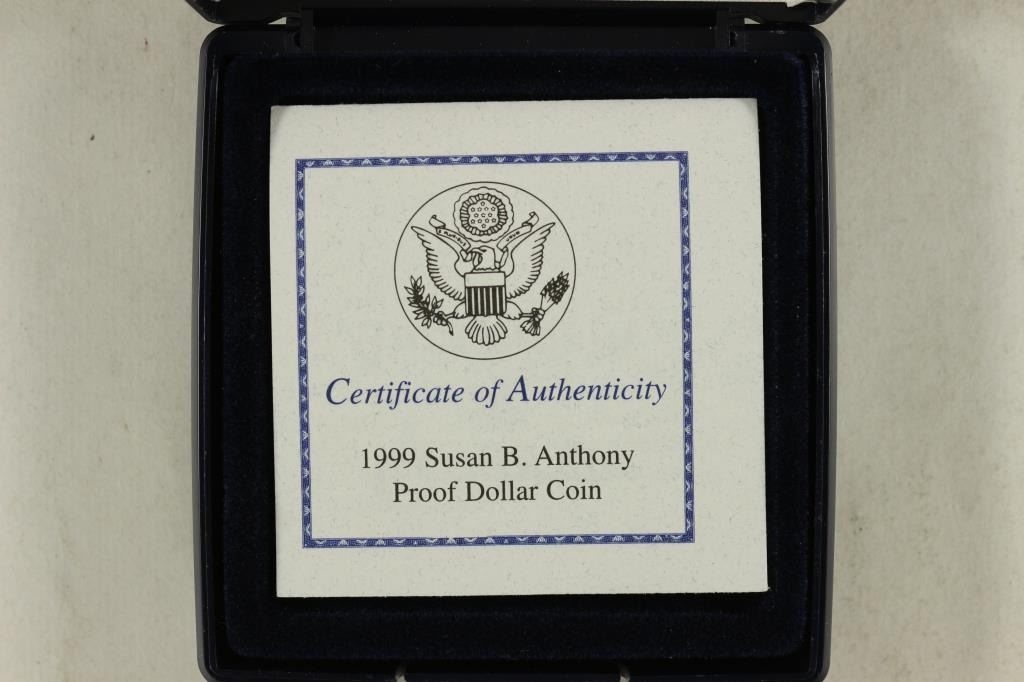 Certificate of Authenticity
1999 Susan B. Anthony
Proof Dollar Coin